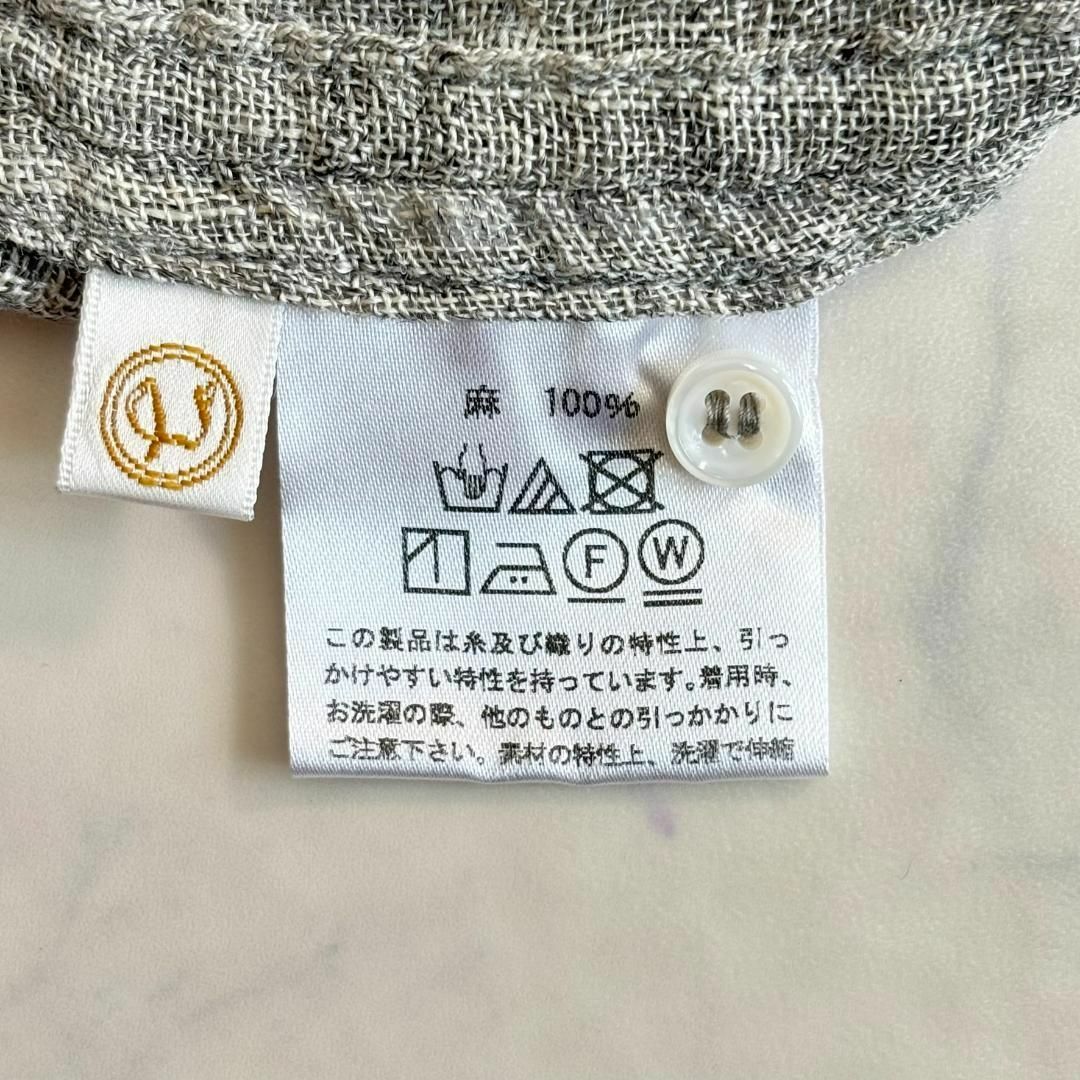 麻 100%
F W
この製品は糸及び織りの特性上、引っ
かけやすい特性を持っています。着用時、
お洗濯の際、他のものとの引っかかりに
ご注意下さい。素材の特性上、洗濯で伸縮